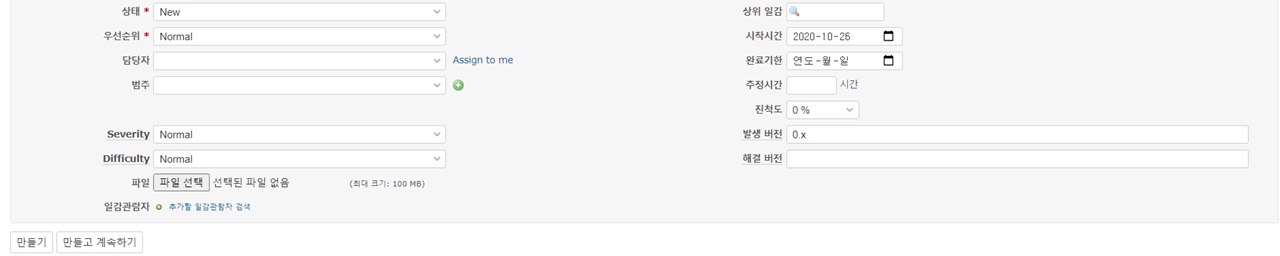 상태 * New 상위 일감
우선순위 * Normal 시작시간 2020-10-26
담당자 Assign to me 완료기한 연도-월-일
범주 추정시간 시간
진척도 0 %
Severity Normal 발생 버전 0.x
Difficulty Normal 해결 버전
파일 파일 선택 선택된 파일 없음 (최대 크기: 100 MB)
일감관람자 추가할 일감관람자 검색
만들기 만들고 계속하기